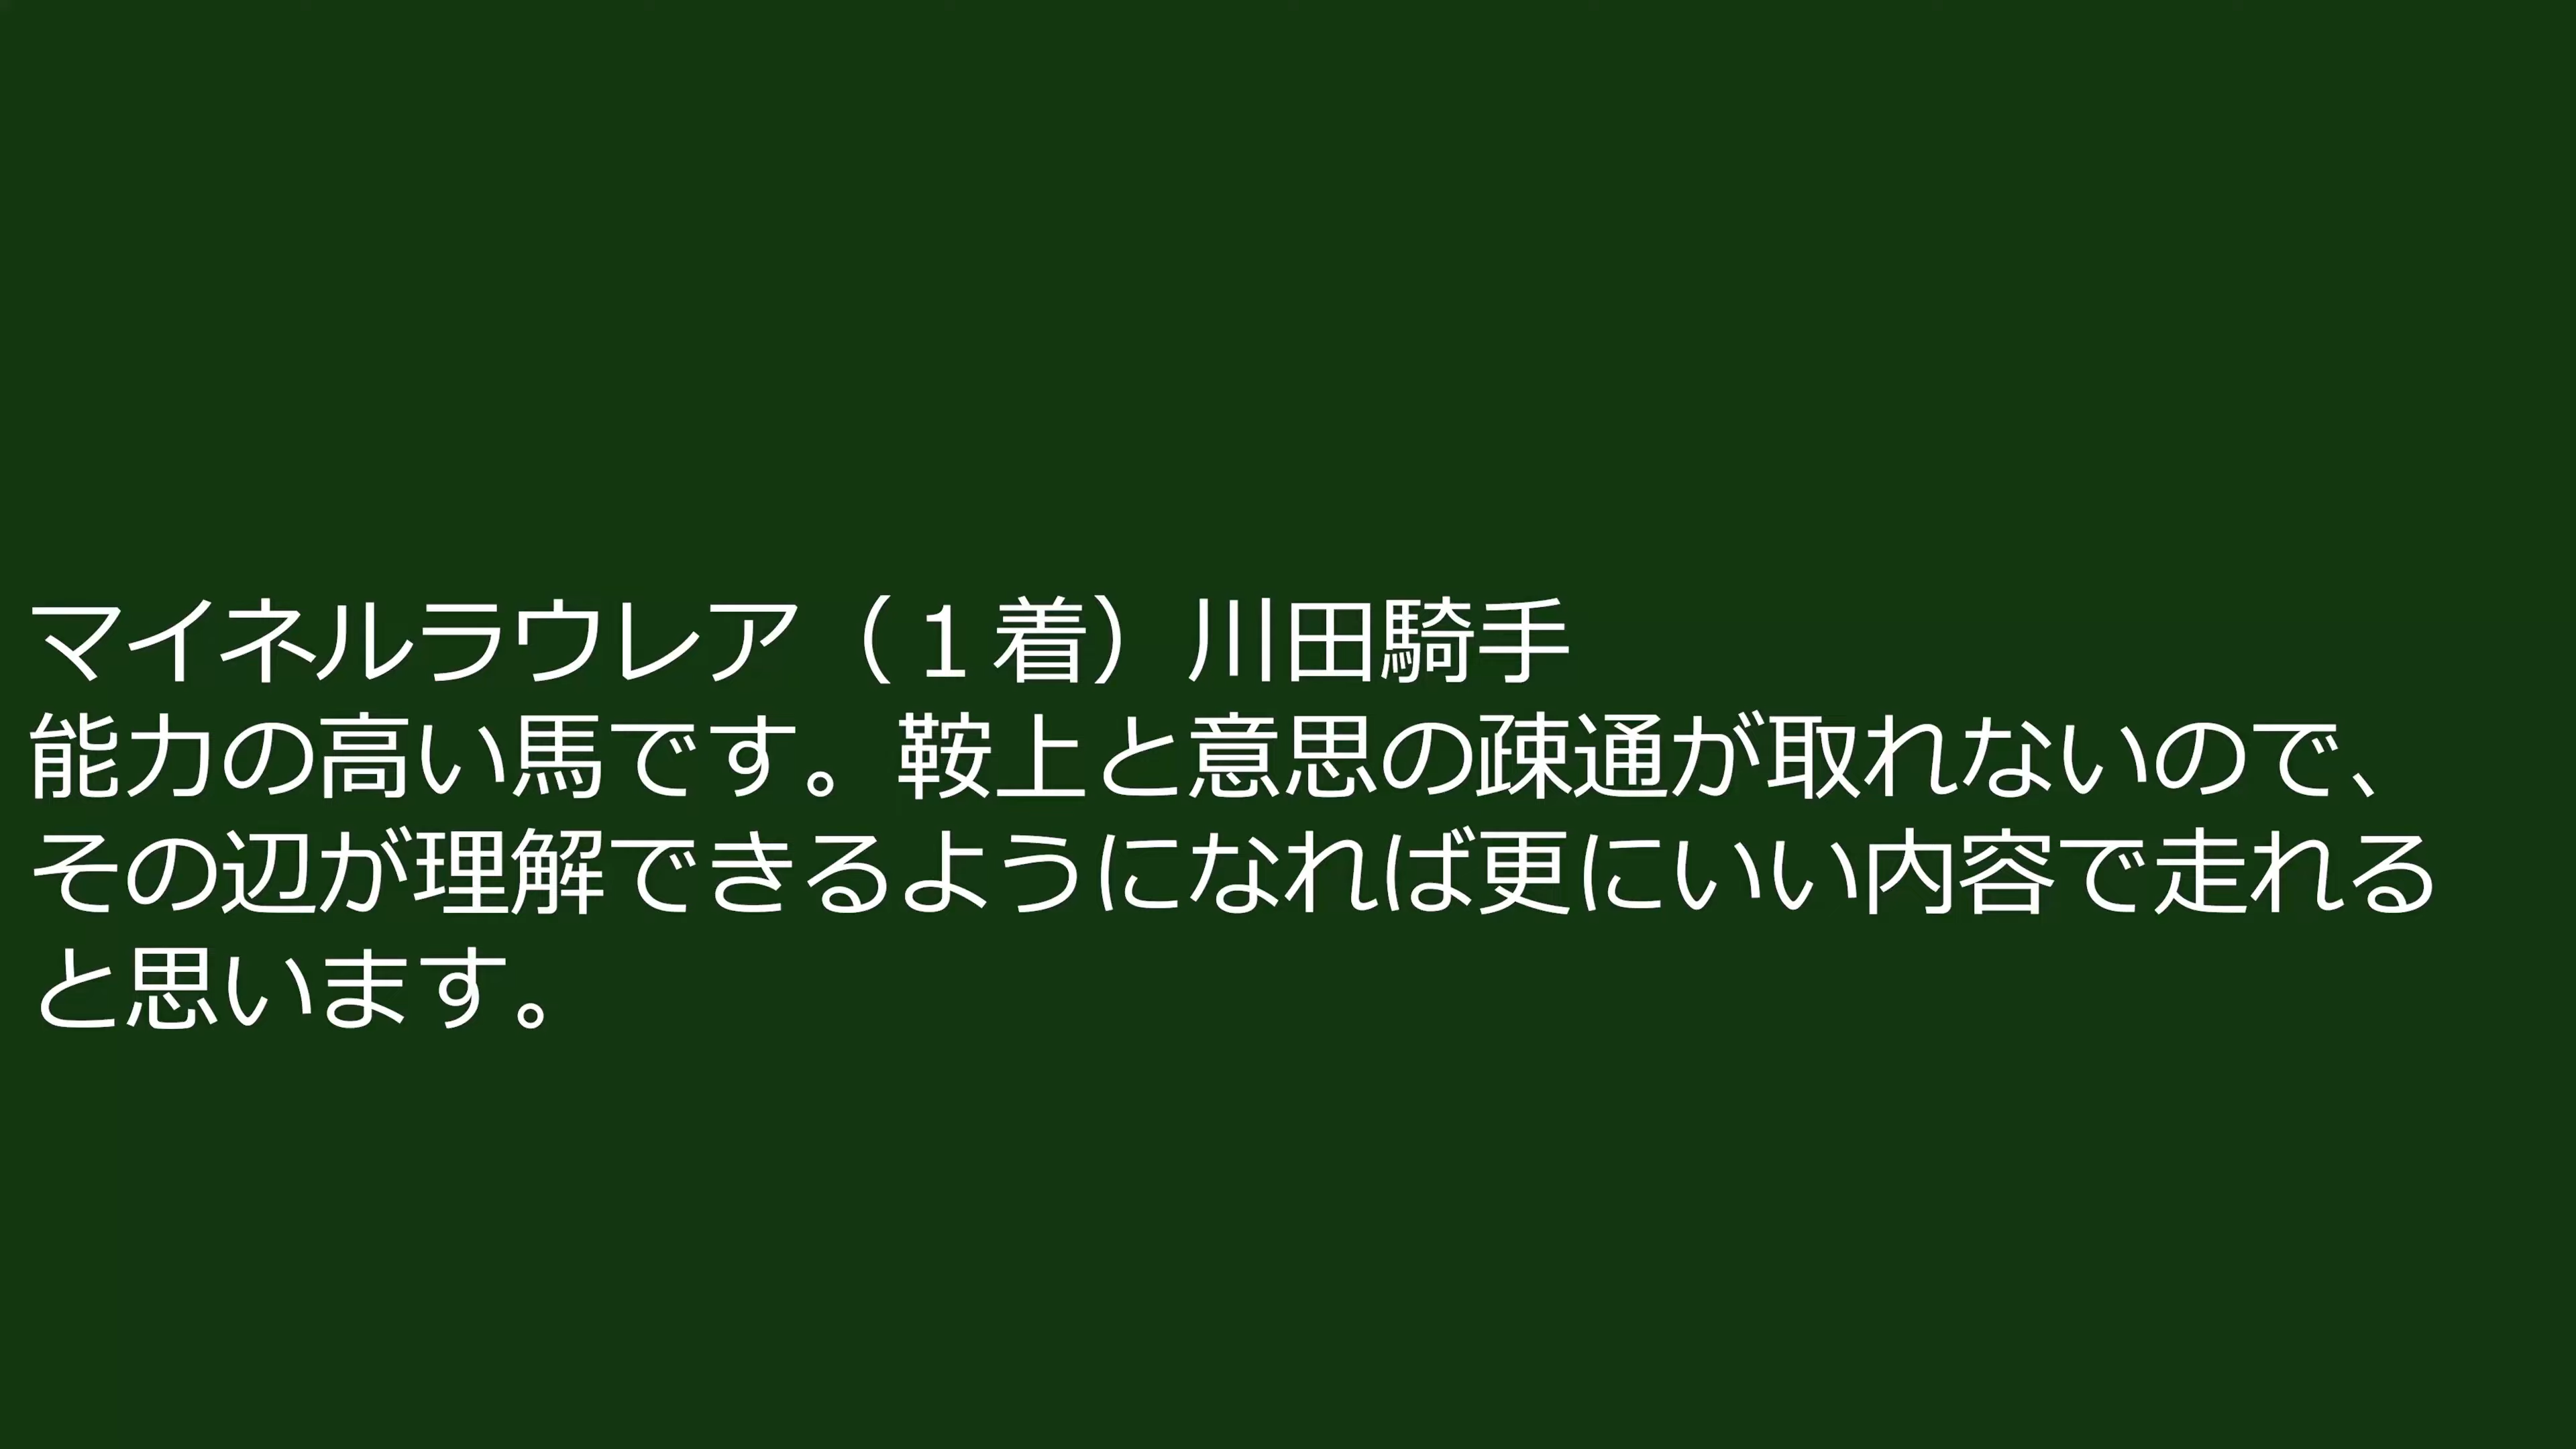 マイネルラウレア（１着）川田騎手
能力の高い馬です。鞍上と意思の疎通が取れないので、
その辺が理解できるようになれば更にいい内容で走れる
と思います。